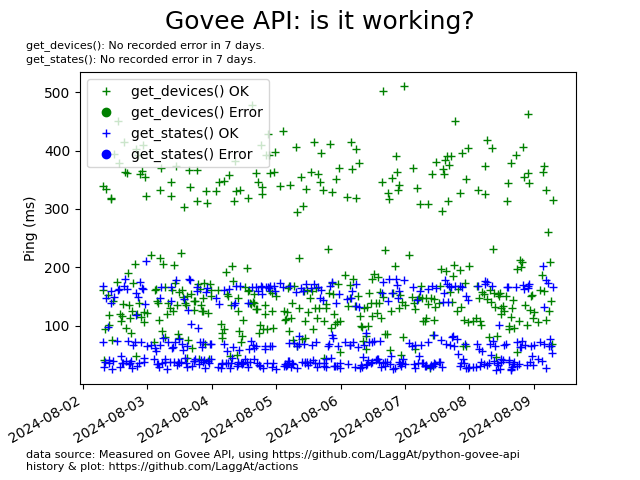 Govee API: is it working?
get_devices(): No recorded error in 7 days.
get_states(): No recorded error in 7 days.
get_devices() OK
get_devices() Error
get_states() OK
get_states() Error
Ping (ms)
500
400
300
200
100
2024-08-02
2024-08-03
2024-08-04
2024-08-05
2024-08-06
2024-08-07
2024-08-08
2024-08-09
data source: Measured on Govee API, using https://github.com/LaggAt/python-govee-api
history & plot: https://github.com/LaggAt/actions